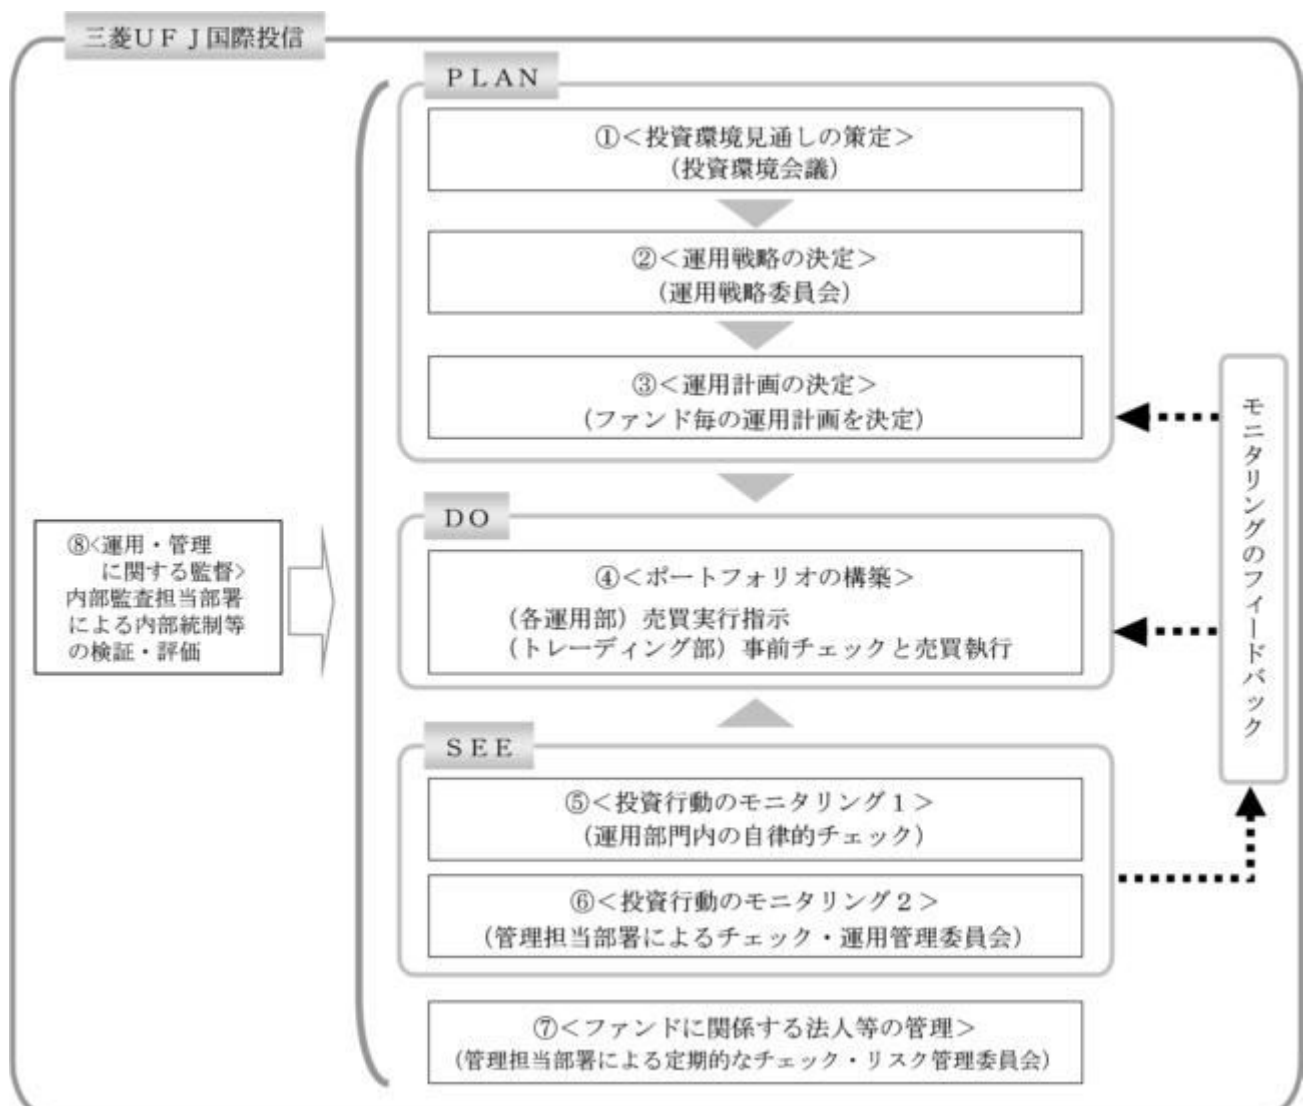 三菱UFJ国際投信
PLAN
①＜投資環境見通しの策定＞
（投資環境会議）
②＜運用戦略の決定＞
（運用戦略委員会）
③＜運用計画の決定＞
（ファンド毎の運用計画を決定）
DO
④＜ポートフォリオの構築＞
（各運用部）売買実行指示
（トレーディング部）事前チェックと売買執行
SEE
⑤＜投資行動のモニタリング１＞
（運用部門内の自律的チェック）
⑥＜投資行動のモニタリング２＞
（管理担当部署によるチェック・運用管理委員会）
⑦＜ファンドに関係する法人等の管理＞
（管理担当部署による定期的なチェック・リスク管理委員会）
⑧<運用・管理
に関する監督>
内部監査担当部署
による内部統制等
の検証・評価
モニタリングのフィードバック